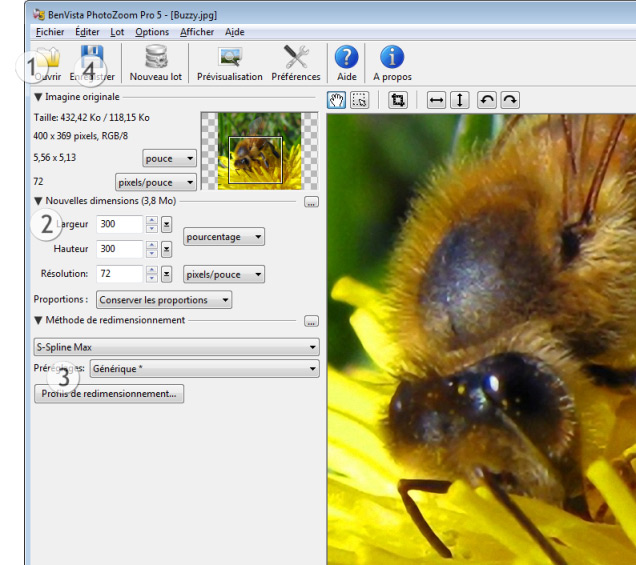 BenVista PhotoZoom Pro 5 - [Buzzy.jpg]
Fichier Éditer Lot Options Afficher Aide
1 4
Ouvrir Enregistrer Nouveau lot Prévisualisation Préférences Aide A propos
▼ Imagine originale
Taille: 432,42 Ko / 118,15 Ko
400 x 369 pixels, RGB/8
5,56 x 5,13 pouce
72 pixels/pouce
▼ Nouvelles dimensions (3,8 Mo) ...
2 Largeur 300
pourcentage
Hauteur 300
Résolution: 72 pixels/pouce
Proportions : Conserver les proportions
▼ Méthode de redimensionnement ...
S-Spline Max
Préréglages: Générique *
3
Profils de redimensionnement...